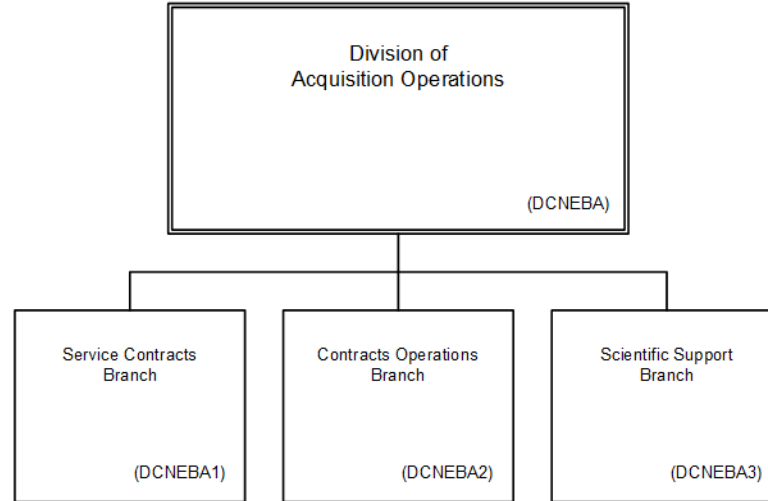 Division of
Acquisition Operations
(DCNEBA)
Service Contracts
Branch
(DCNEBA1)
Contracts Operations
Branch
(DCNEBA2)
Scientific Support
Branch
(DCNEBA3)